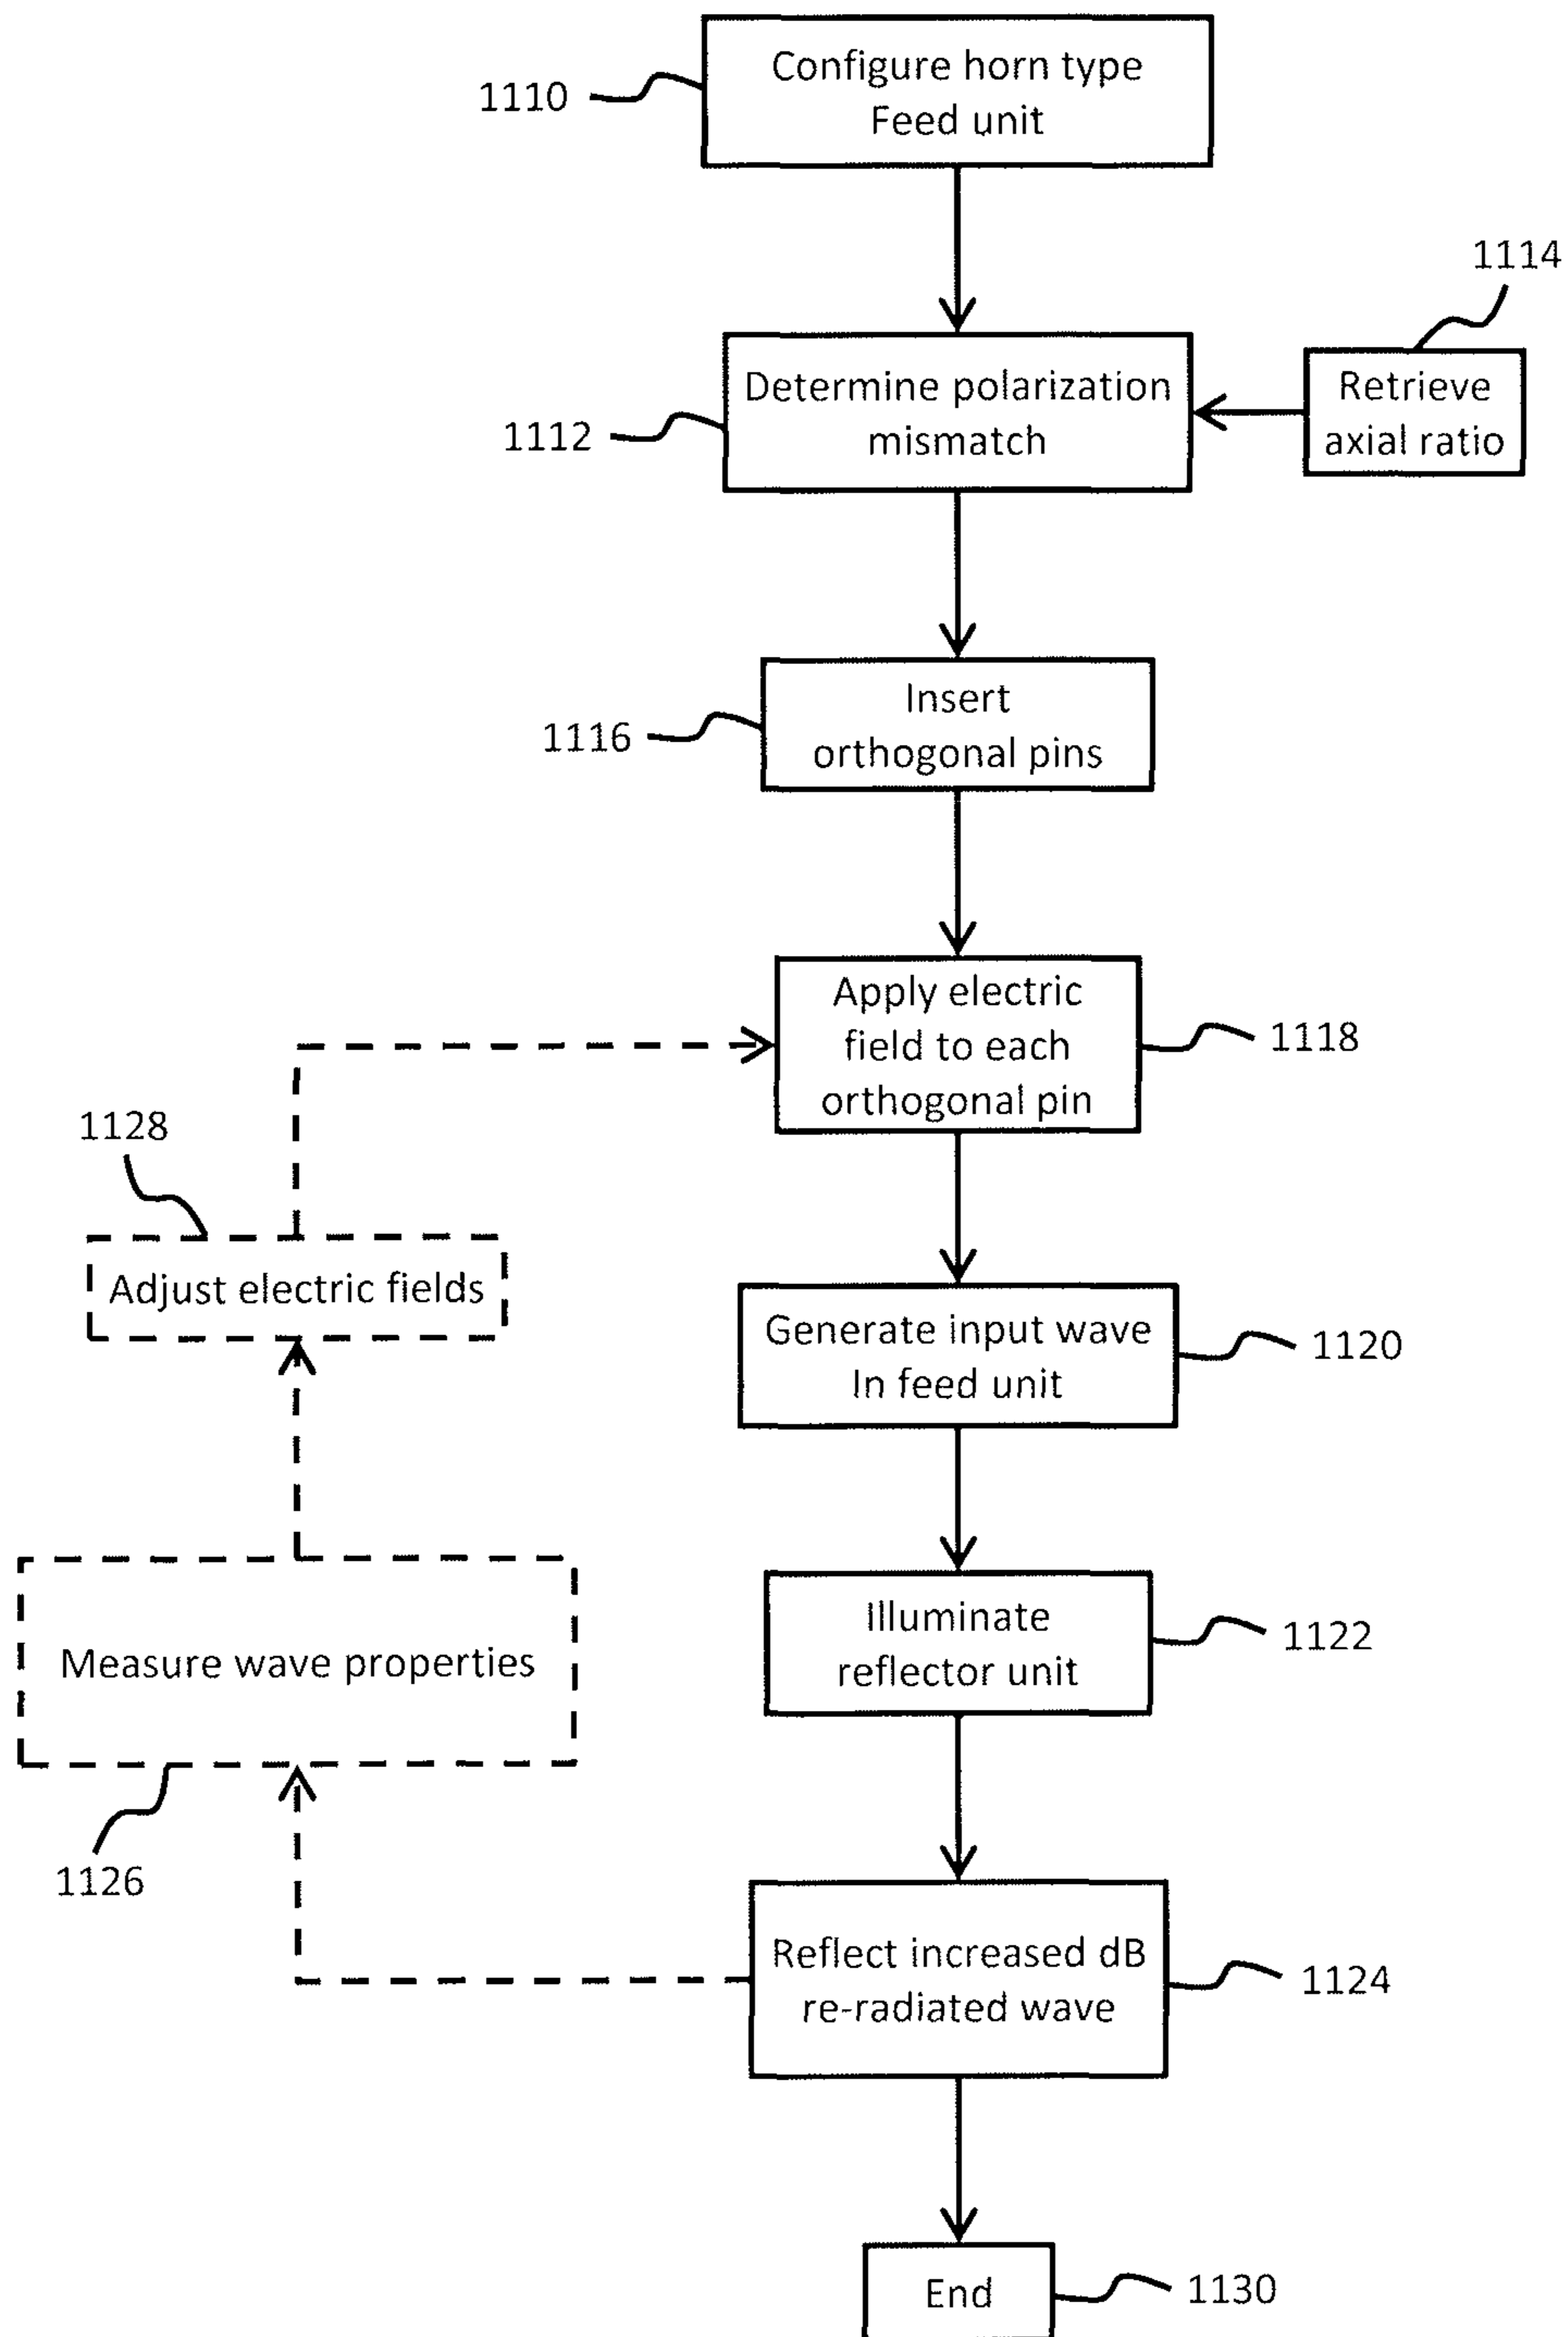 Configure horn type
Feed unit
1110
1114
Determine polarization
mismatch
Retrieve
axial ratio
1112
Insert
orthogonal pins
1116
Apply electric
field to each
orthogonal pin
1118
1128
Adjust electric fields
Generate input wave
In feed unit
1120
Illuminate
reflector unit
1122
Measure wave properties
1126
Reflect increased dB
re-radiated wave
1124
End
1130